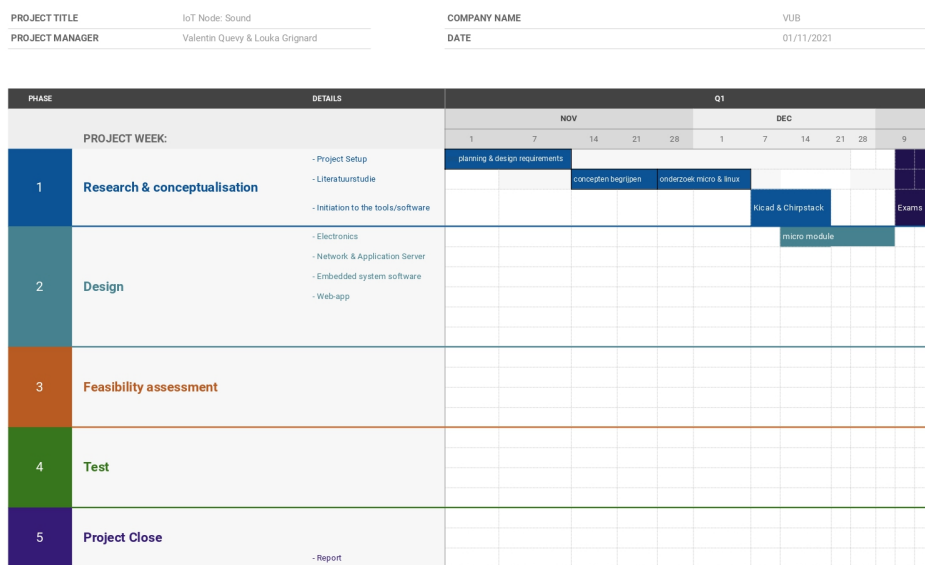 PROJECT TITLE IoT Node: Sound COMPANY NAME VUB
PROJECT MANAGER Valentin Quevy & Louka Grignard DATE 01/11/2021
PHASE DETAILS Q1
NOV DEC
PROJECT WEEK: 1 7 14 21 28 1 7 14 21 28 9
- Project Setup planning & design requirements
1 Research & conceptualisation - Literatuurstudie concepten begrijpen onderzoek micro & linux
- Initiation to the tools/software Kicad & Chirpstack Exams
- Electronics micro module
- Network & Application Server
2 Design - Embedded system software
- Web-app
3 Feasibility assessment
4 Test
5 Project Close
- Report